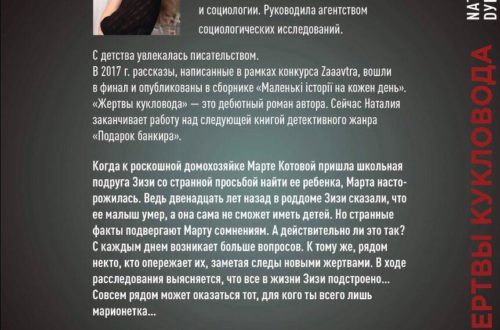 и социологии. Руководила агентством
социологических исследований.
С детства увлекалась писательством.
В 2017 г. рассказы, написанные в рамках конкурса Zaaavtra, вошли
в финал и опубликованы в сборнике «Маленькі історії на кожен день».
«Жертвы кукловода» — это дебютный роман автора. Сейчас Наталия
заканчивает работу над следующей книгой детективного жанра
«Подарок банкира».
Когда к роскошной домохозяйке Марте Котовой пришла школьная
подруга Зизи со странной просьбой найти ее ребенка, Марта насто-
рожилась. Ведь двенадцать лет назад в роддоме Зизи сказали, что
ее малыш умер, а она сама не сможет иметь детей. Но странные
факты подвергают Марту сомнениям. А действительно ли это так?
С каждым днем возникает больше вопросов. К тому же, рядом
некто, кто опережает их, заметая следы новыми жертвами. В ходе
расследования выясняется, что все в жизни Зизи подстроено...
Совсем рядом может оказаться тот, для кого ты всего лишь
марионетка...
ЕРТВЫ КУКЛОВОДА
NAT
DY